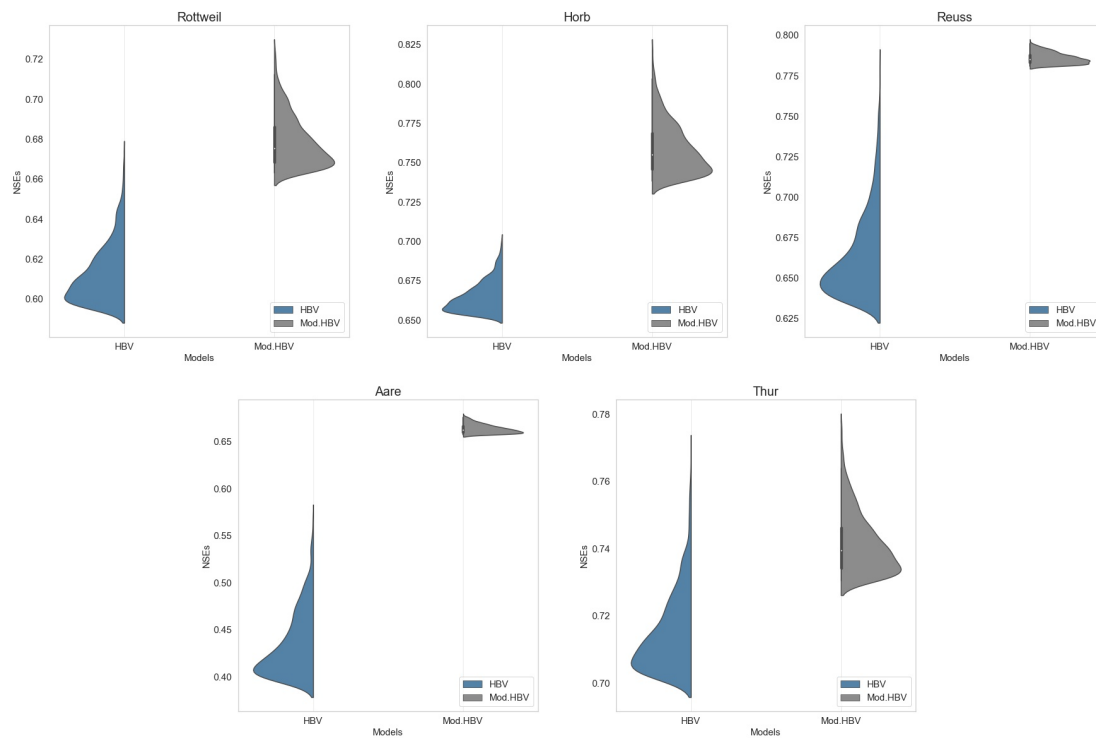 Rottweil
0.72
0.70
0.68
0.66
0.64
0.62
0.60
NSEs
HBV
Mod.HBV
HBV
Mod.HBV
Models
Horb
0.825
0.800
0.775
0.750
0.725
0.700
0.675
0.650
NSEs
HBV
Mod.HBV
HBV
Mod.HBV
Models
Reuss
0.800
0.775
0.750
0.725
0.700
0.675
0.650
0.625
NSEs
HBV
Mod.HBV
HBV
Mod.HBV
Models
Aare
0.65
0.60
0.55
0.50
0.45
0.40
NSEs
HBV
Mod.HBV
HBV
Mod.HBV
Models
Thur
0.78
0.76
0.74
0.72
0.70
NSEs
HBV
Mod.HBV
HBV
Mod.HBV
Models